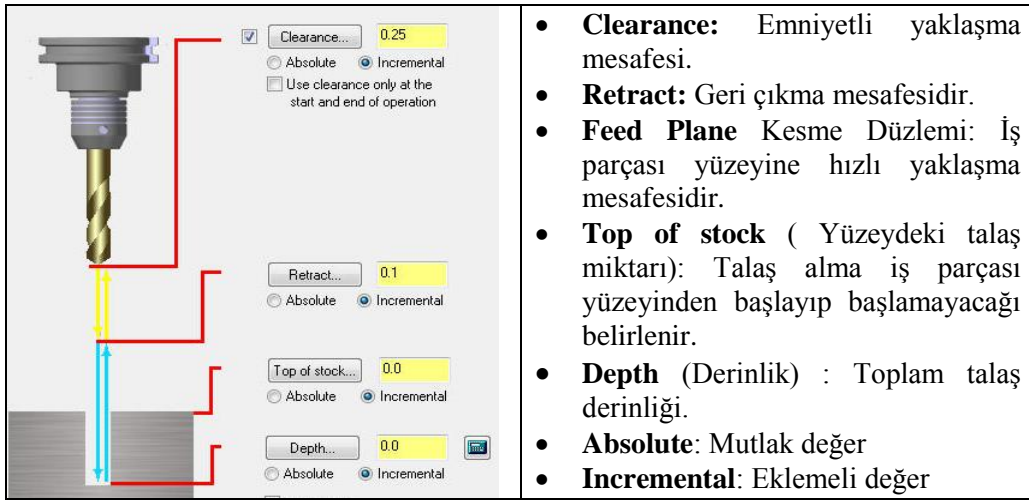 Clearance... 0.25
Absolute Incremental
Use clearance only at the
start and end of operation
Retract... 0.1
Absolute Incremental
Top of stock... 0.0
Absolute Incremental
Depth... 0.0
Absolute Incremental
• Clearance: Emniyetli yaklaşma
mesafesi.
• Retract: Geri çıkma mesafesidir.
• Feed Plane Kesme Düzlemi: İş
parçası yüzeyine hızlı yaklaşma
mesafesidir.
• Top of stock ( Yüzeydeki talaş
miktarı): Talaş alma iş parçası
yüzeyinden başlayıp başlamayacağı
belirlenir.
• Depth (Derinlik) : Toplam talaş
derinliği.
• Absolute: Mutlak değer
• Incremental: Eklemeli değer